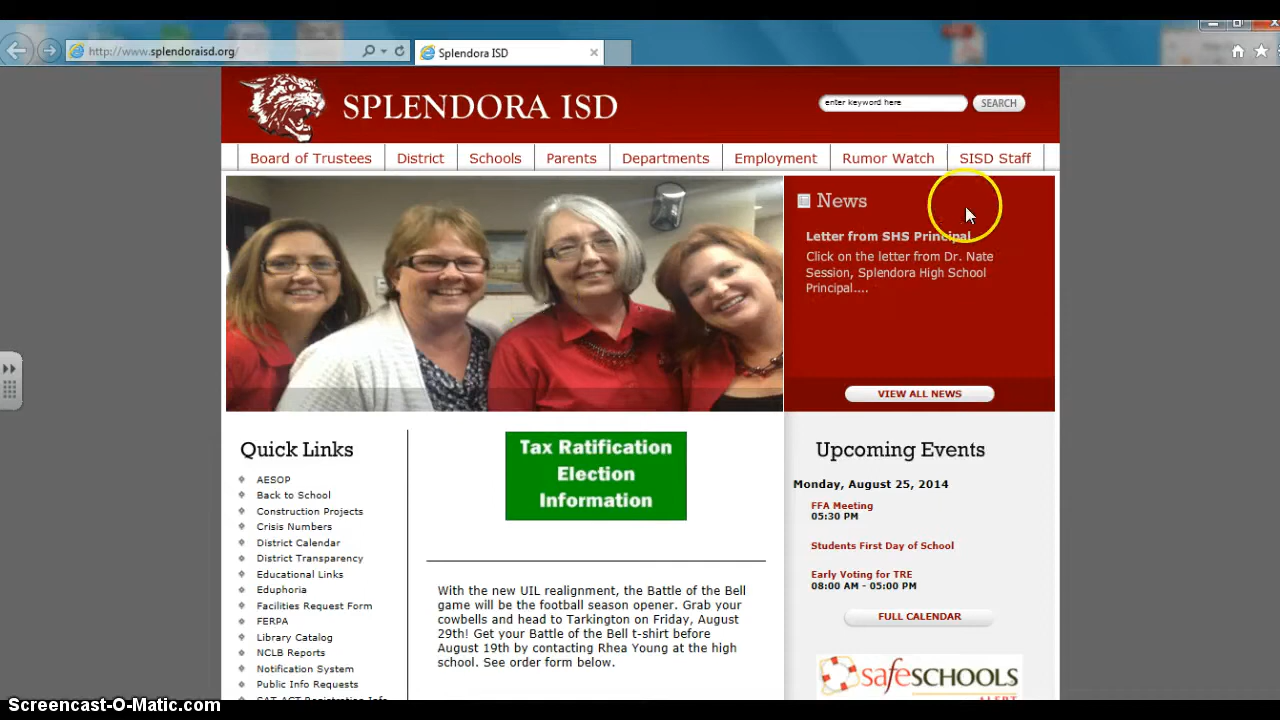 http://www.splendoraisd.org/
Splendora ISD
SPLENDORA ISD
enter keyword here
SEARCH
Board of Trustees
District
Schools
Parents
Departments
Employment
Rumor Watch
SISD Staff
News
Letter from SHS Principal
Click on the letter from Dr. Nate
Session, Splendora High School
Principal....
VIEW ALL NEWS
Quick Links
AESOP
Back to School
Construction Projects
Crisis Numbers
District Calendar
District Transparency
Educational Links
Eduphoria
Facilities Request Form
FERPA
Library Catalog
NCLB Reports
Notification System
Public Info Requests
SAT ACT Registration Info
Tax Ratification
Election
Information
With the new UIL realignment, the Battle of the Bell
game will be the football season opener. Grab your
cowbells and head to Tarkington on Friday, August
29th! Get your Battle of the Bell t-shirt before
August 19th by contacting Rhea Young at the high
school. See order form below.
Upcoming Events
Monday, August 25, 2014
FFA Meeting
05:30 PM
Students First Day of School
Early Voting for TRE
08:00 AM - 05:00 PM
FULL CALENDAR
safeSCHOOLS
ALERT
Screencast-O-Matic.com